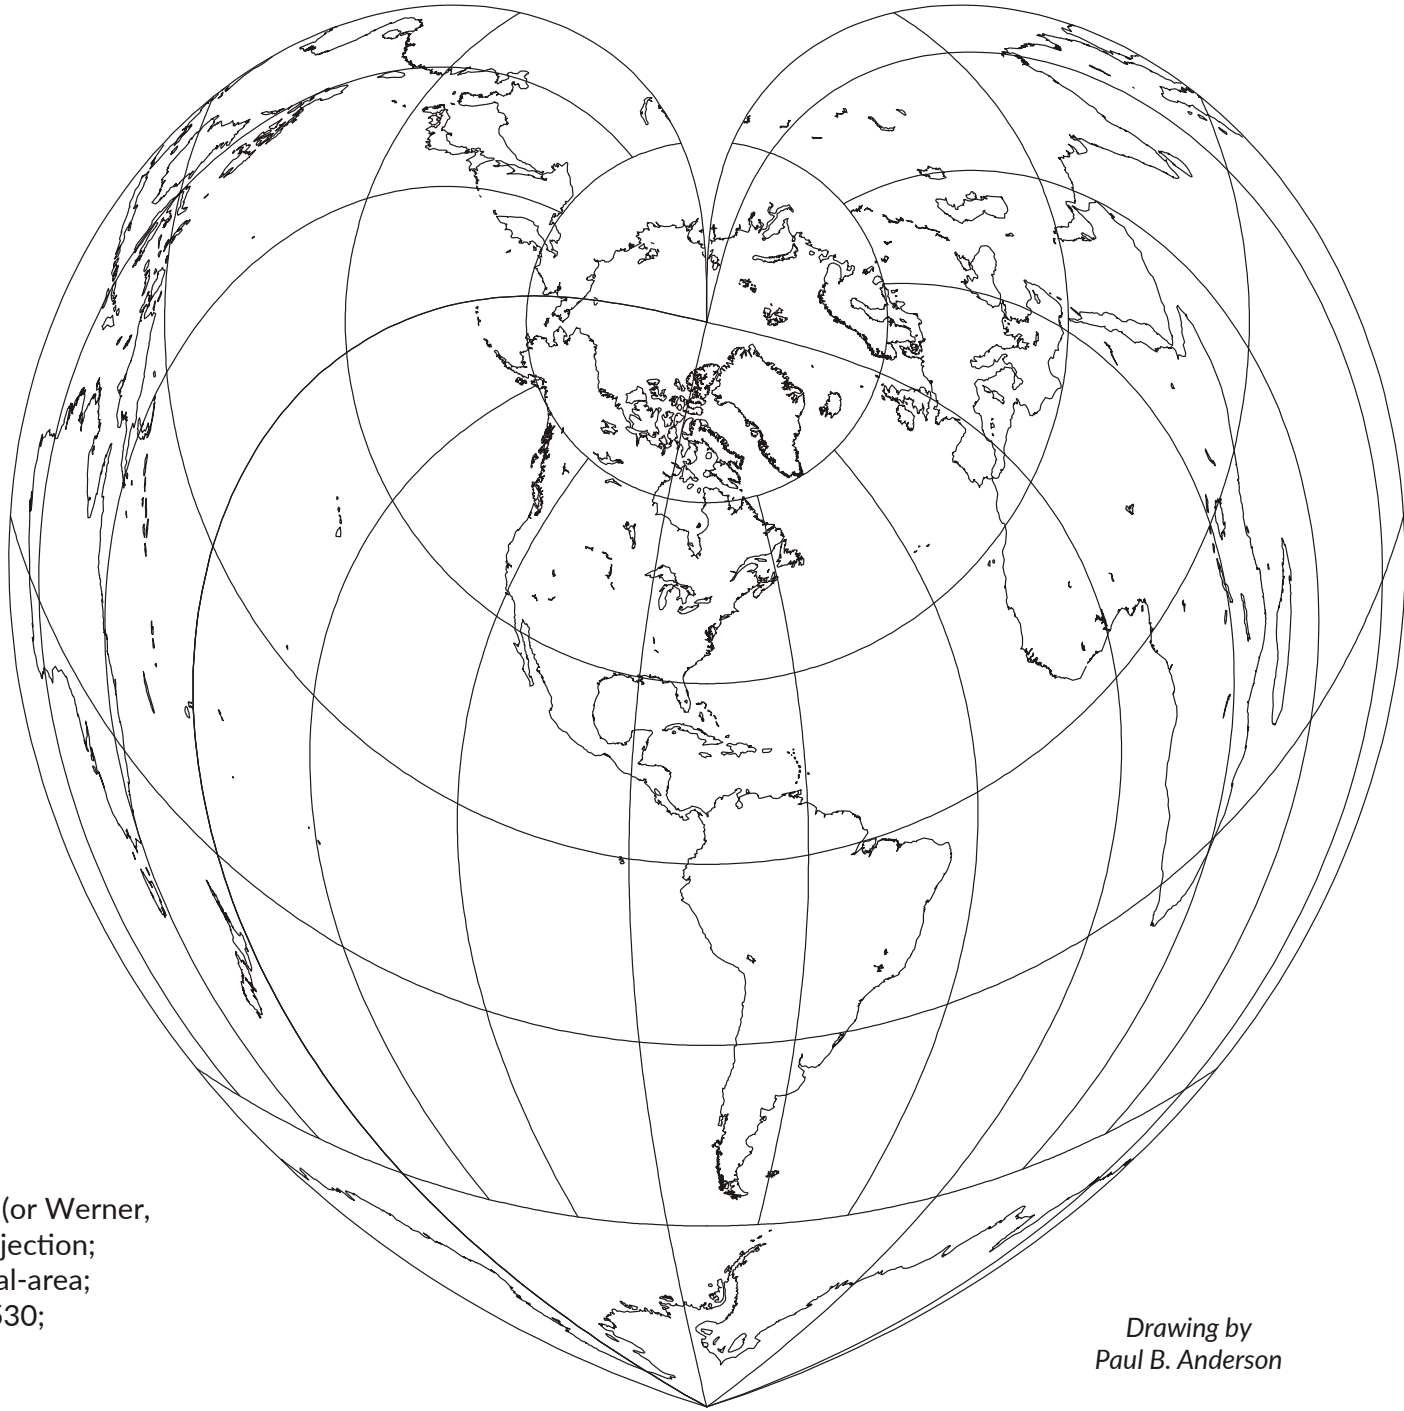 (or Werner,
jection;
al-area;
530;
Drawing by
Paul B. Anderson